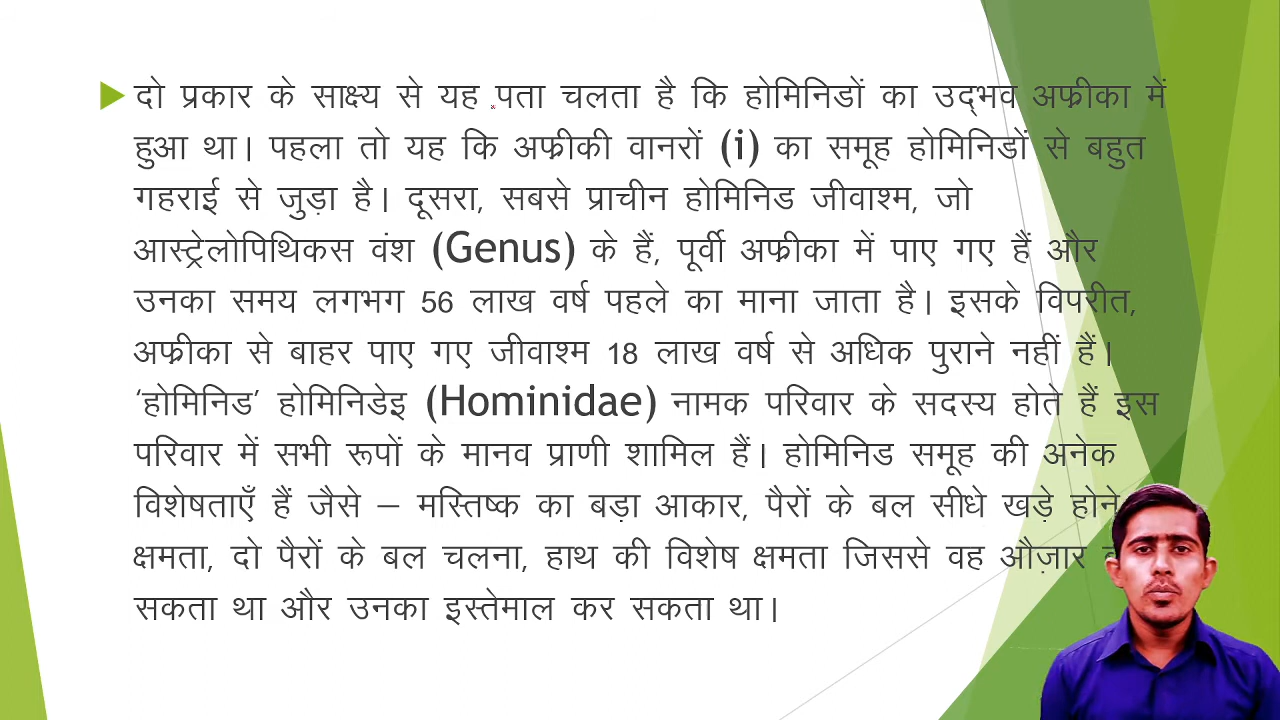 दो प्रकार के साक्ष्य से यह पता चलता है कि होमिनिडों का उद्भव अफ्रीका में
हुआ था। पहला तो यह कि अफ्रीकी वानरों (i) का समूह होमिनिडों से बहुत
गहराई से जुड़ा है। दूसरा, सबसे प्राचीन होमिनिड जीवाश्म, जो
आस्ट्रेलोपिथिकस वंश (Genus) के हैं, पूर्वी अफ्रीका में पाए गए हैं और
उनका समय लगभग 56 लाख वर्ष पहले का माना जाता है। इसके विपरीत,
अफ्रीका से बाहर पाए गए जीवाश्म 18 लाख वर्ष से अधिक पुराने नहीं हैं।
‘होमिनिड’ होमिनिडेइ (Hominidae) नामक परिवार के सदस्य होते हैं इस
परिवार में सभी रूपों के मानव प्राणी शामिल हैं। होमिनिड समूह की अनेक
विशेषताएँ हैं जैसे – मस्तिष्क का बड़ा आकार, पैरों के बल सीधे खड़े होने
क्षमता, दो पैरों के बल चलना, हाथ की विशेष क्षमता जिससे वह औज़ार
सकता था और उनका इस्तेमाल कर सकता था।